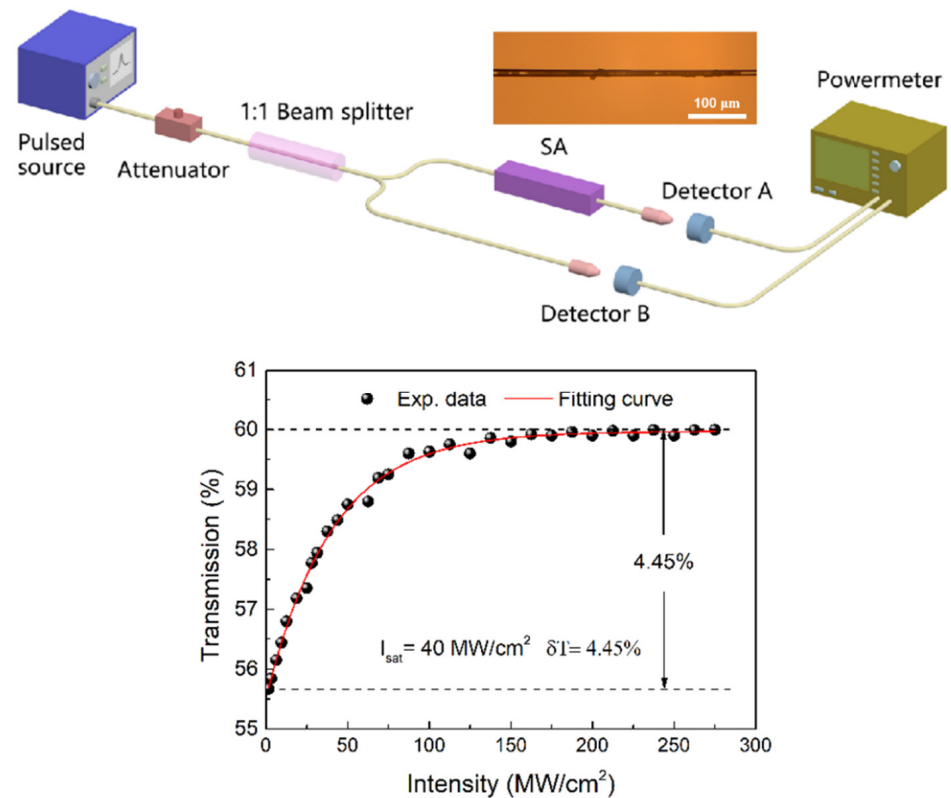 Pulsed
source
Attenuator
1:1 Beam splitter
100 μm
SA
Detector A
Detector B
Powermeter
61
60
59
58
57
56
55
Transmission (%)
Exp. data
Fitting curve
4.45%
I_sat = 40 MW/cm² δT= 4.45%
0
50
100
150
200
250
300
Intensity (MW/cm²)